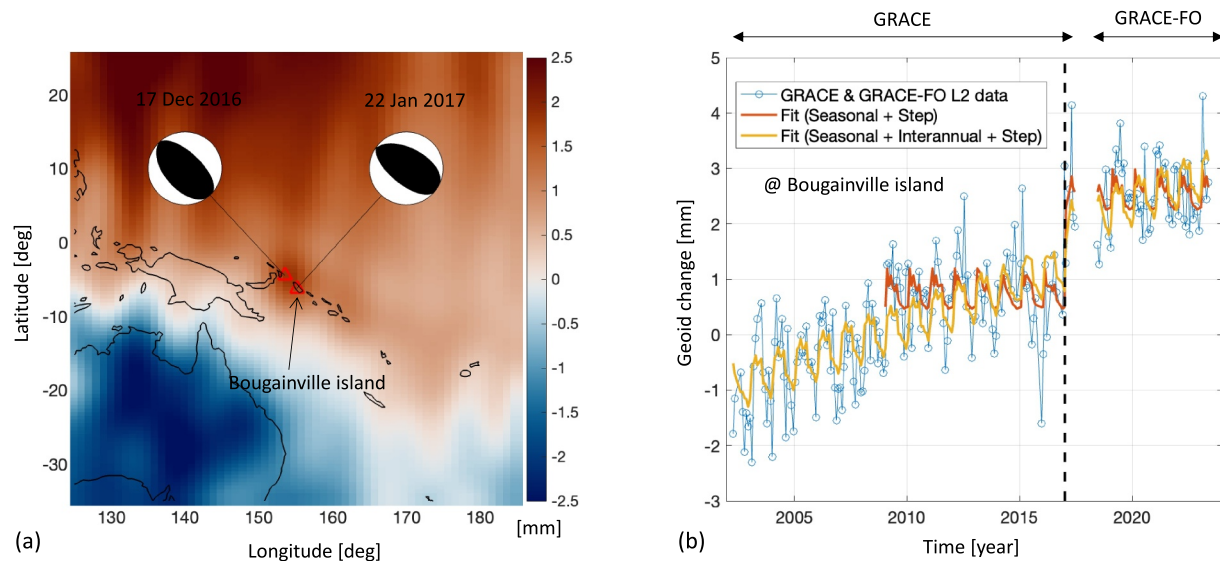 17 Dec 2016
22 Jan 2017
Bougainville island
20
10
0
-10
-20
-30
Latitude [deg]
130
140
150
160
170
180
Longitude [deg]
2.5
2
1.5
1
0.5
0
-0.5
-1
-1.5
-2
-2.5
[mm]
(a)
GRACE
GRACE-FO
GRACE & GRACE-FO L2 data
Fit (Seasonal + Step)
Fit (Seasonal + Interannual + Step)
@ Bougainville island
5
4
3
2
1
0
-1
-2
-3
Geoid change [mm]
2005
2010
2015
2020
Time [year]
(b)